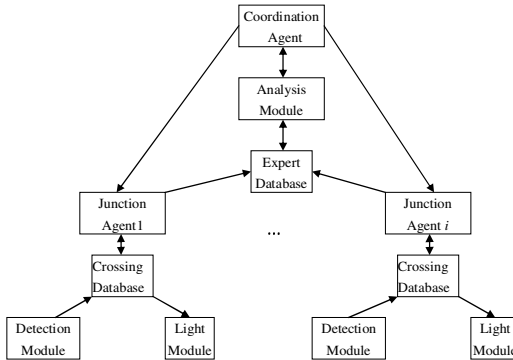 Coordination
Agent
Analysis
Module
Expert
Database
Junction
Agent1
...
Junction
Agent i
Crossing
Database
Crossing
Database
Detection
Module
Light
Module
Detection
Module
Light
Module